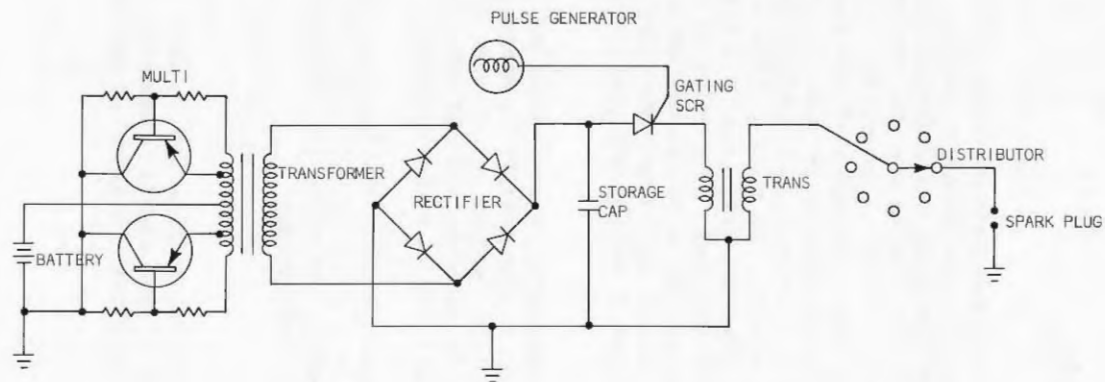 PULSE GENERATOR
MULTI
GATING
SCR
TRANSFORMER
RECTIFIER
STORAGE
CAP
TRANS
DISTRIBUTOR
SPARK PLUG
BATTERY